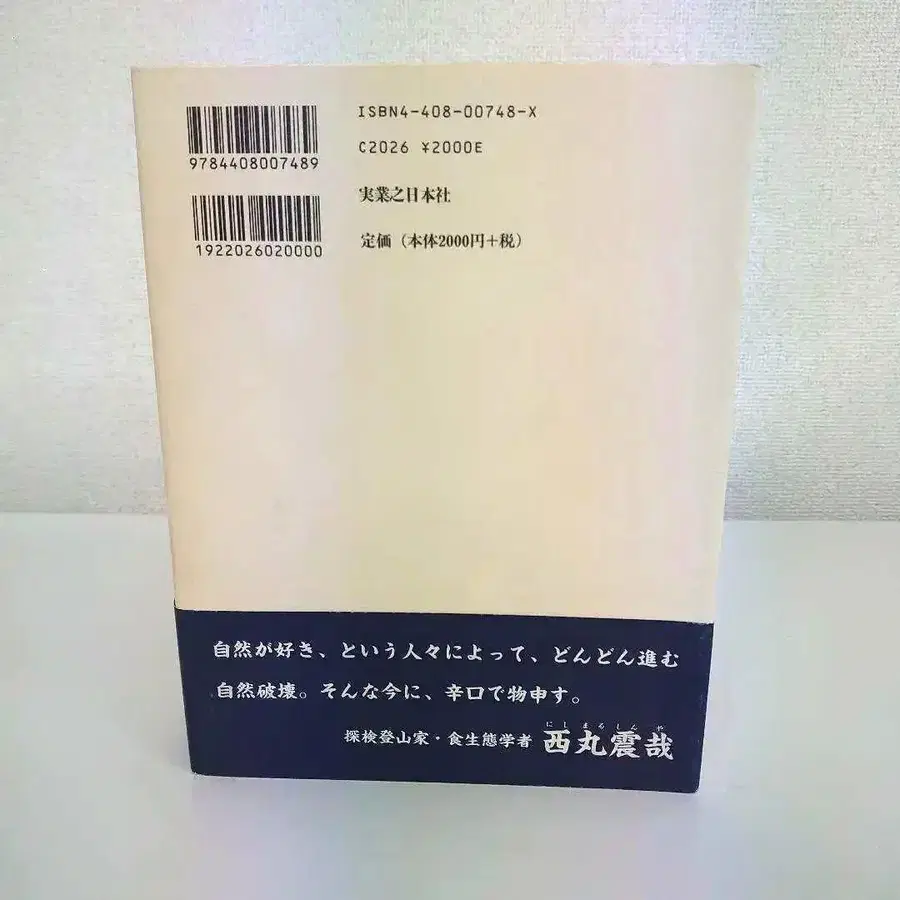 ISBN4-408-00748-X
9784408007489
C2026 ¥2000E
実業之日本社
1922026020000
定価（本体2000円+税）
自然が好き、という人々によって、どんどん進む
自然破壊。そんな今に、辛口で物申す。
にしまるしんや
探検登山家・食生態学者 西丸震哉